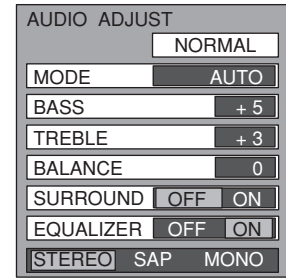 AUDIO ADJUST
NORMAL
MODE AUTO
BASS + 5
TREBLE + 3
BALANCE 0
SURROUND OFF ON
EQUALIZER OFF ON
STEREO SAP MONO